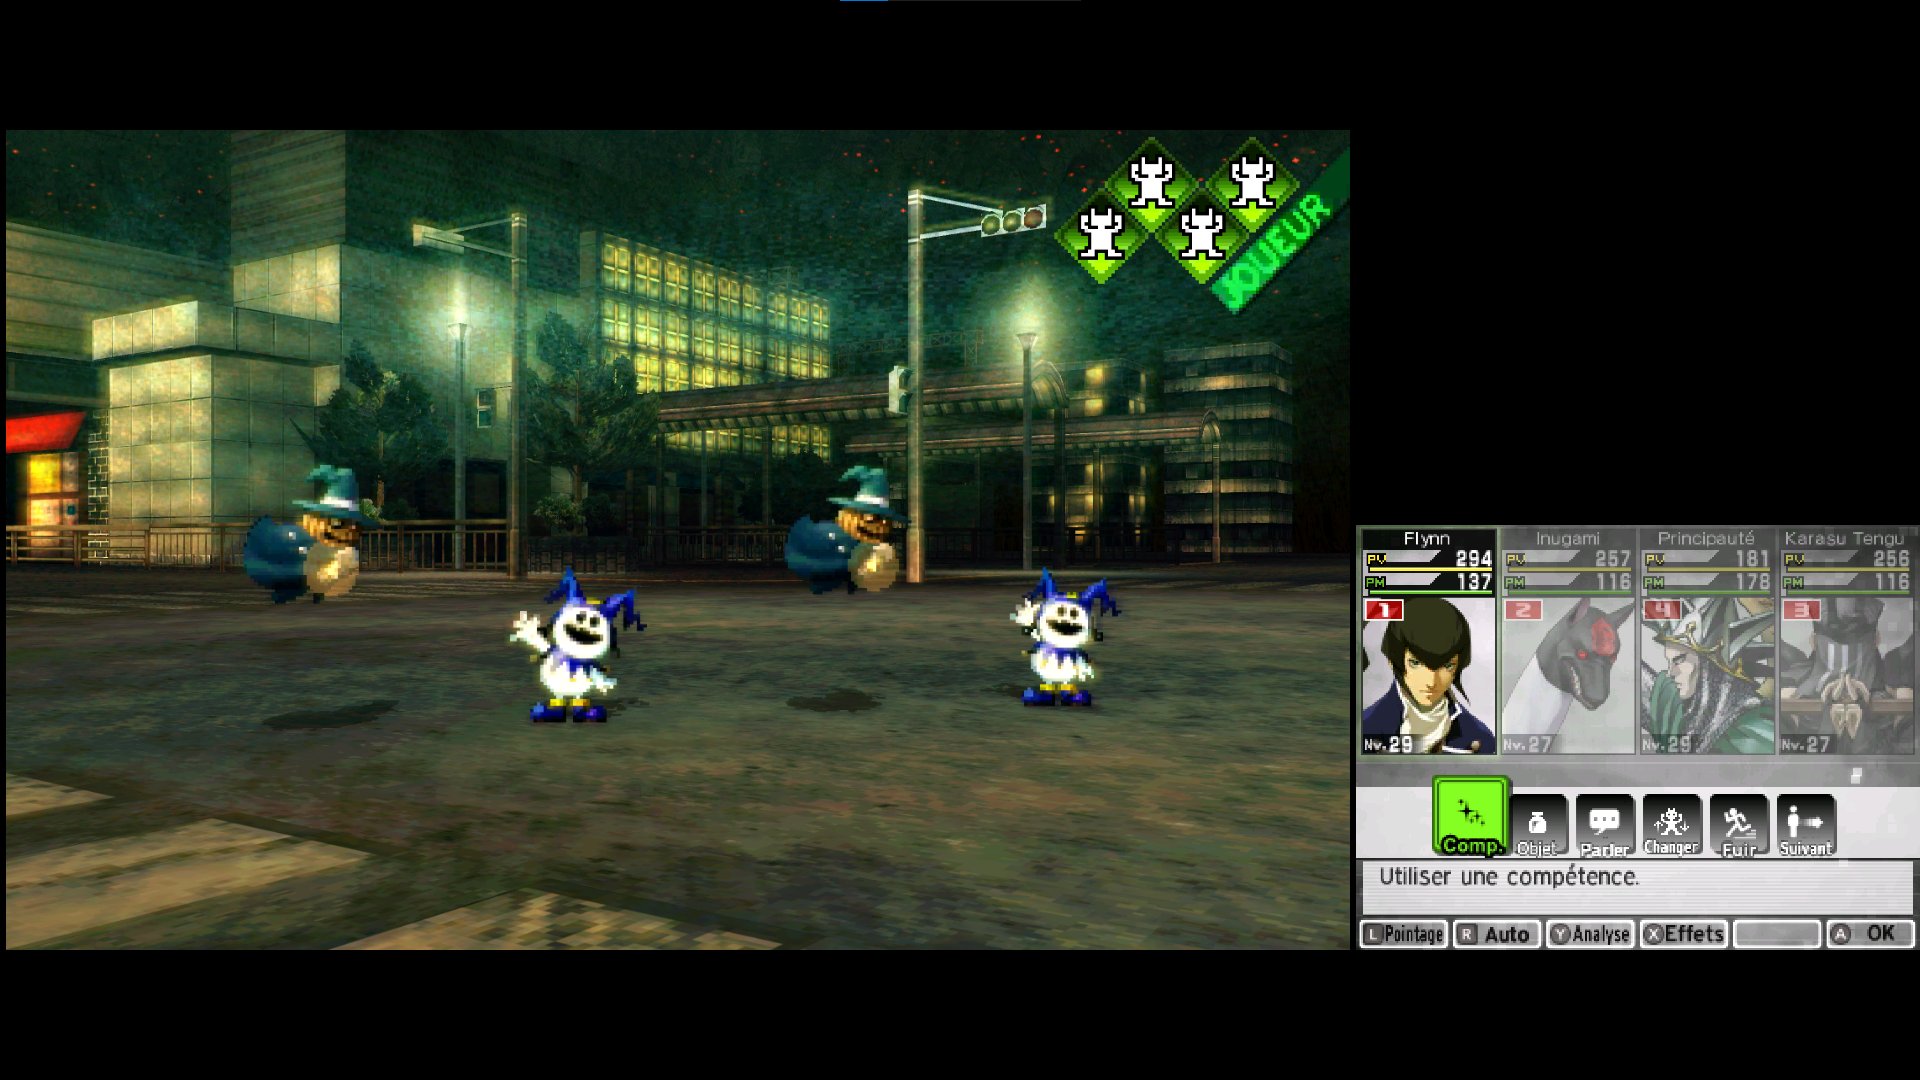 JOUEUR
Flynn
PV 294
PM 137
1
Nv.29
Inugami
PV 257
PM 116
2
Nv.27
Principauté
PV 181
PM 178
4
Nv.29
Karasu Tengu
PV 256
PM 116
3
Nv.27
Comp. Objet Parler Changer Fuir Suivant
Utiliser une compétence.
L Pointage R Auto Y Analyse X Effets A OK